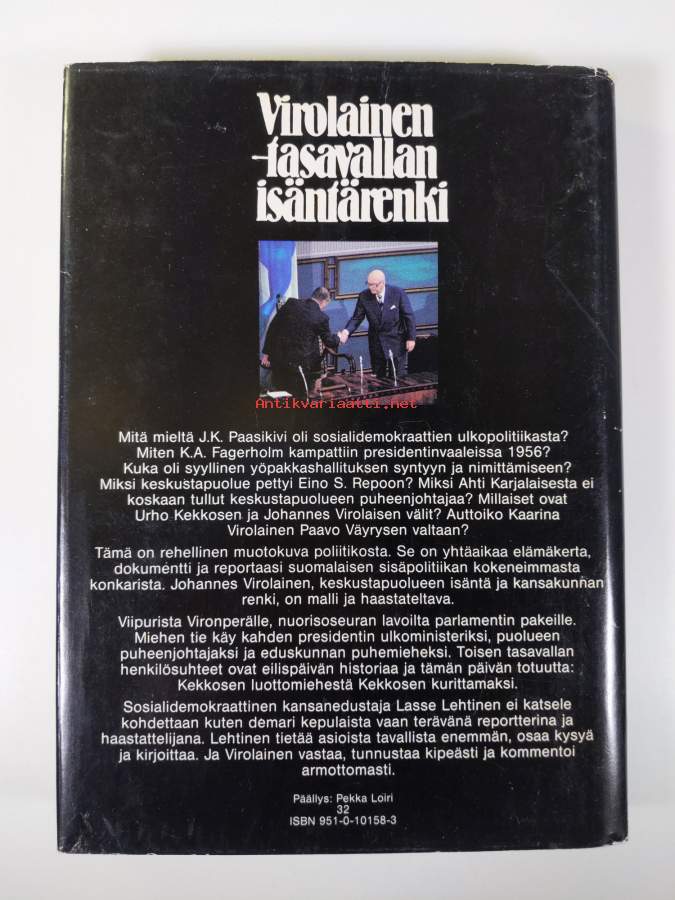 Virolainen
-tasavallan
isäntärenki
Antikvariaatti.net
Mitä mieltä J.K. Paasikivi oli sosialidemokraattien ulkopolitiikasta?
Miten K.A. Fagerholm kampattiin presidentinvaaleissa 1956?
Kuka oli syyllinen yöpakkashallituksen syntyyn ja nimittämiseen?
Miksi keskustapuolue pettyi Eino S. Repoon? Miksi Ahti Karjalaisesta ei
koskaan tullut keskustapuolueen puheenjohtajaa? Millaiset ovat
Urho Kekkosen ja Johannes Virolaisen välit? Auttoiko Kaarina
Virolainen Paavo Väyrysen valtaan?
Tämä on rehellinen muotokuva poliitikosta. Se on yhtäaikaa elämäkerta,
dokumentti ja reportaasi suomalaisen sisäpolitiikan kokeneimmasta
konkarista. Johannes Virolainen, keskustapuolueen isäntä ja kansakunnan
renki, on malli ja haastateltava.
Viipurista Vironperälle, nuorisoseuran lavoilta parlamentin pakeille.
Miehen tie käy kahden presidentin ulkoministeriksi, puolueen
puheenjohtajaksi ja eduskunnan puhemieheksi. Toisen tasavallan
henkilösuhteet ovat eilispäivän historiaa ja tämän päivän totuutta:
Kekkosen luottomiehestä Kekkosen kurittamaksi.
Sosialidemokraattinen kansanedustaja Lasse Lehtinen ei katsele
kohdettaan kuten demari kepulaista vaan terävänä reportterina ja
haastattelijana. Lehtinen tietää asioista tavallista enemmän, osaa kysyä
ja kirjoittaa. Ja Virolainen vastaa, tunnustaa kipeästi ja kommentoi
armottomasti.
Päällys: Pekka Loiri
32
ISBN 951-0-10158-3